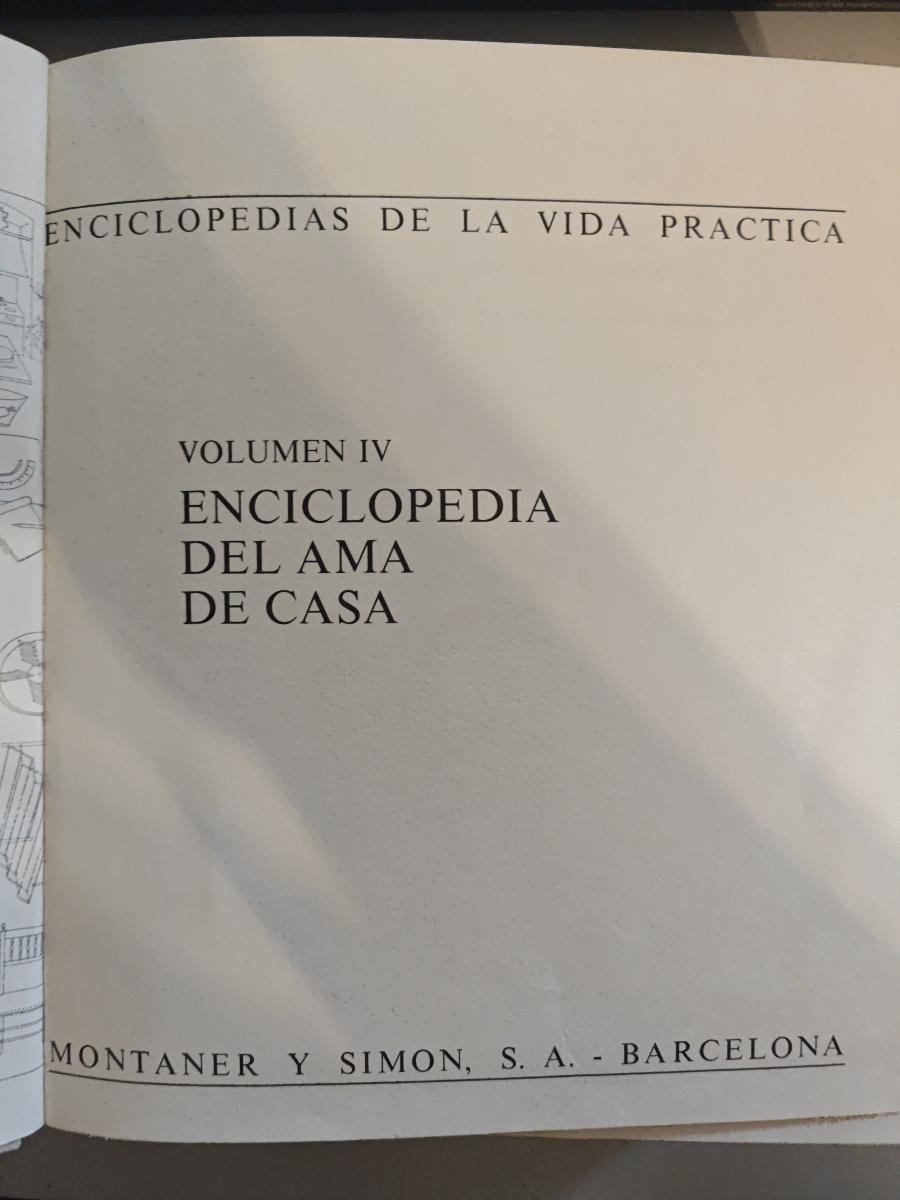 ENCICLOPEDIAS DE LA VIDA PRACTICA
VOLUMEN IV
ENCICLOPEDIA
DEL AMA
DE CASA
MONTANER Y SIMON, S. A. - BARCELONA